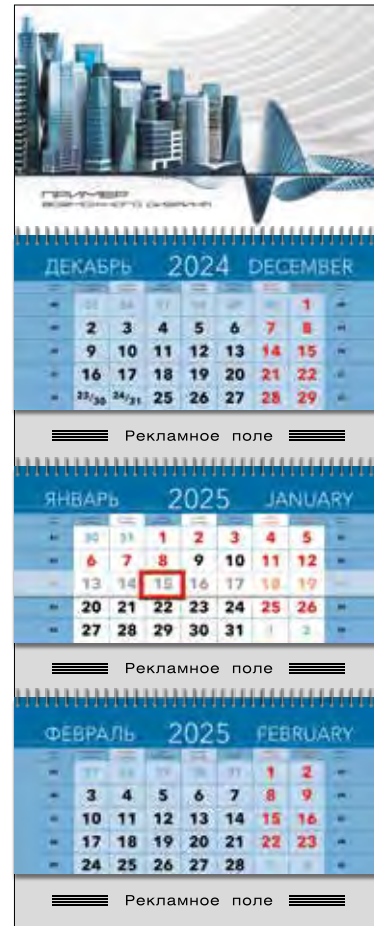 ПРИМЕР
ВОЗМОЖНОГО ДИЗАЙНА
ДЕКАБРЬ 2024 DECEMBER
1
2 3 4 5 6 7 8
9 10 11 12 13 14 15
16 17 18 19 20 21 22
23/30 24/31 25 26 27 28 29
Рекламное поле
ЯНВАРЬ 2025 JANUARY
30 31 1 2 3 4 5
6 7 8 9 10 11 12
13 14 15 16 17 18 19
20 21 22 23 24 25 26
27 28 29 30 31 1 2
Рекламное поле
ФЕВРАЛЬ 2025 FEBRUARY
1 2
3 4 5 6 7 8 9
10 11 12 13 14 15 16
17 18 19 20 21 22 23
24 25 26 27 28
Рекламное поле